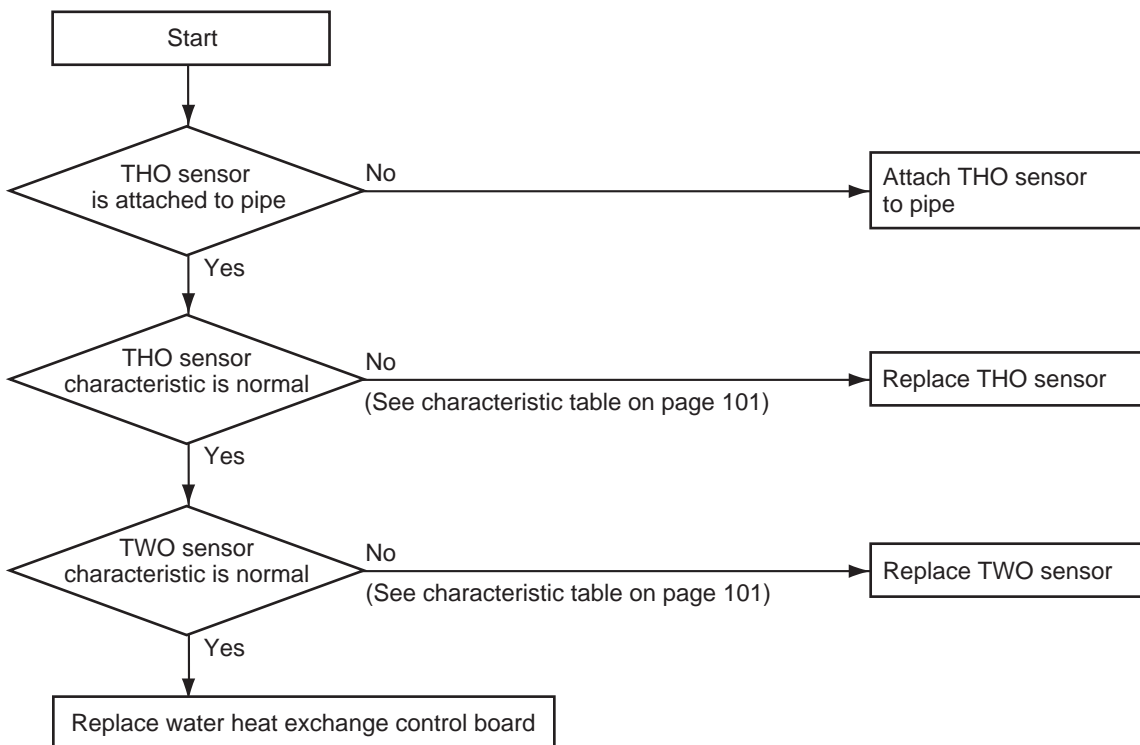 Start
THO sensor
is attached to pipe
No
Attach THO sensor
to pipe
Yes
THO sensor
characteristic is normal
No
(See characteristic table on page 101)
Replace THO sensor
Yes
TWO sensor
characteristic is normal
No
(See characteristic table on page 101)
Replace TWO sensor
Yes
Replace water heat exchange control board